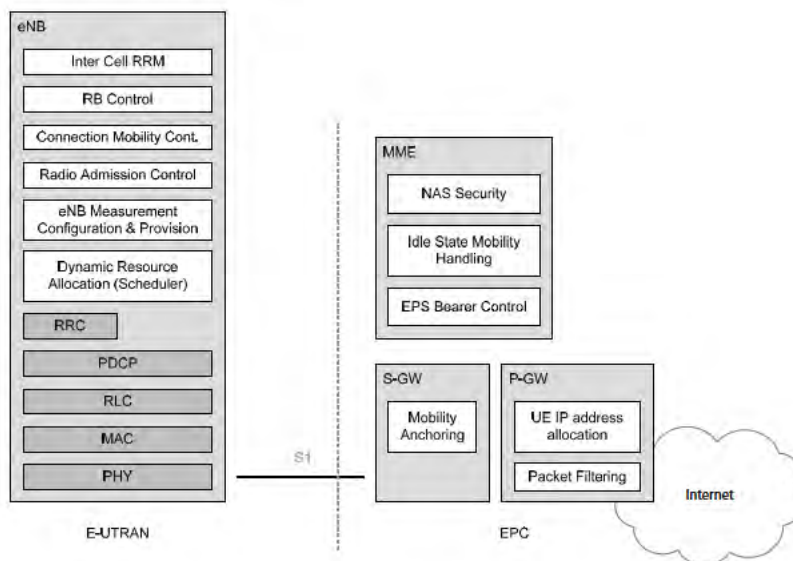 eNB
Inter Cell RRM
RB Control
Connection Mobility Cont.
Radio Admission Control
eNB Measurement
Configuration & Provision
Dynamic Resource
Allocation (Scheduler)
RRC
PDCP
RLC
MAC
PHY
S1
MME
NAS Security
Idle State Mobility
Handling
EPS Bearer Control
S-GW
Mobility
Anchoring
P-GW
UE IP address
allocation
Packet Filtering
Internet
E-UTRAN
EPC